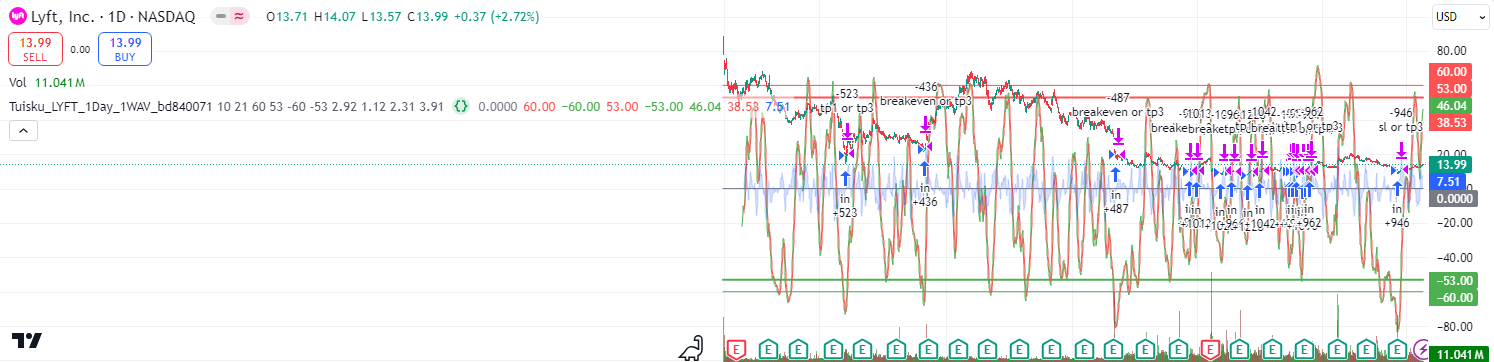 Lyft, Inc. · 1D · NASDAQ O13.71 H14.07 L13.57 C13.99 +0.37 (+2.72%)
USD
13.99
SELL
0.00
13.99
BUY
Vol 11.041M
Tuisku_LYFT_1Day_1WAV_bd840071 10 21 60 53 -60 -53 2.92 1.12 2.31 3.91 0.0000 60.00 −60.00 53.00 −53.00 46.04 38.53 7.51
-523
tp1 or tp3
-436
breakeven or tp3
-487
breakeven or tp3
-946
sl or tp3
in
+523
in
+436
in
+487
in
+946
80.00
60.00
53.00
46.04
38.53
20.00
13.99
7.51
0.0000
−20.00
−40.00
−53.00
−60.00
−80.00
11.041M
E E E E E E E E E E E E E E E E E E E E E E